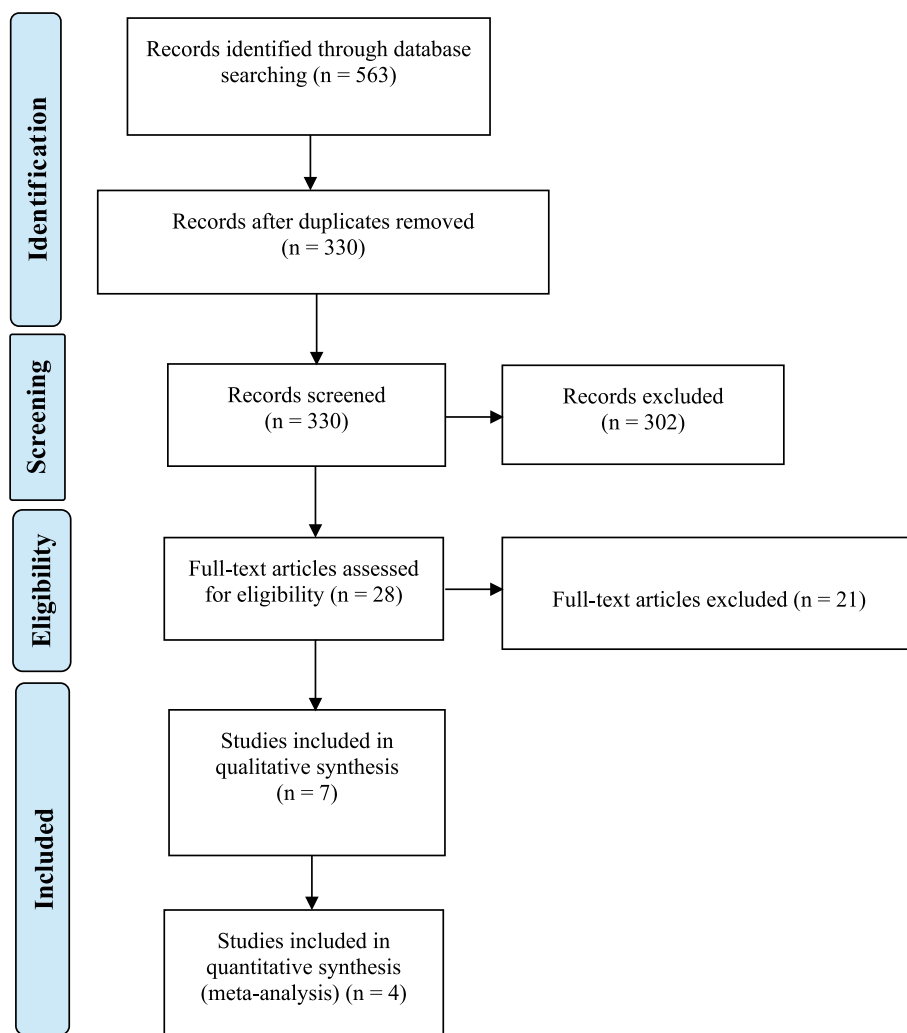 Identification
Records identified through database
searching (n = 563)
Records after duplicates removed
(n = 330)
Screening
Records screened
(n = 330)
Records excluded
(n = 302)
Eligibility
Full-text articles assessed
for eligibility (n = 28)
Full-text articles excluded (n = 21)
Included
Studies included in
qualitative synthesis
(n = 7)
Studies included in
quantitative synthesis
(meta-analysis) (n = 4)